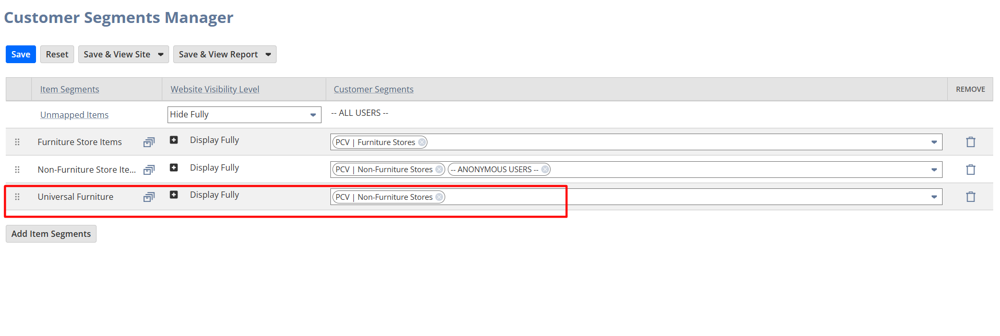 Customer Segments Manager
Save Reset Save & View Site Save & View Report
Item Segments Website Visibility Level Customer Segments REMOVE
Unmapped Items Hide Fully -- ALL USERS --
Furniture Store Items Display Fully PCV | Furniture Stores
Non-Furniture Store Ite... Display Fully PCV | Non-Furniture Stores -- ANONYMOUS USERS --
Universal Furniture Display Fully PCV | Non-Furniture Stores
Add Item Segments